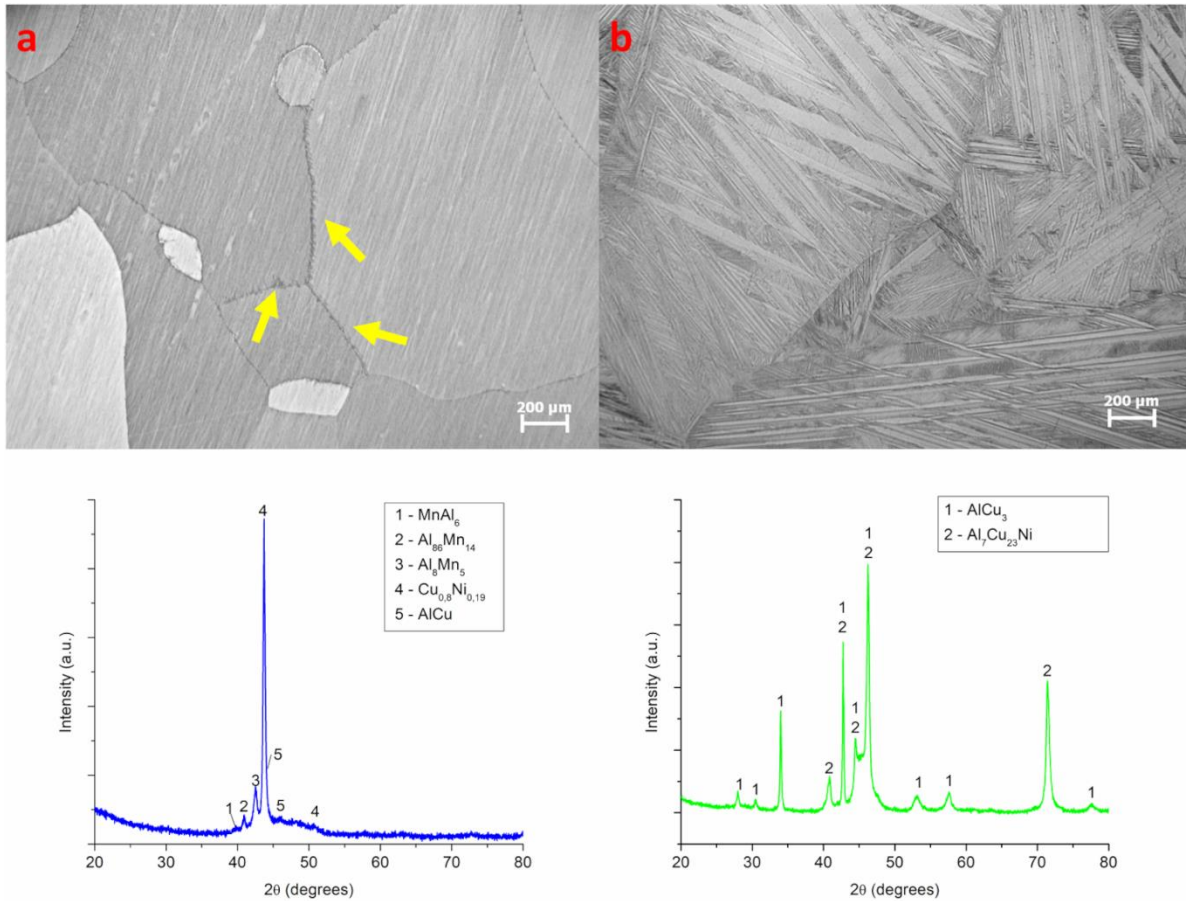 a
b
200 μm
200 μm
4
1 - MnAl₆
2 - Al₈₆Mn₁₄
3 - Al₈Mn₅
4 - Cu₀,₈Ni₀,₁₉
5 - AlCu
5
3
2
1
5
4
Intensity (a.u.)
20 30 40 50 60 70 80
2θ (degrees)
1 - AlCu₃
2 - Al₇Cu₂₃Ni
1
2
1
2
1
1
2
2
2
1
1
1
1
1
Intensity (a.u.)
20 30 40 50 60 70 80
2θ (degrees)